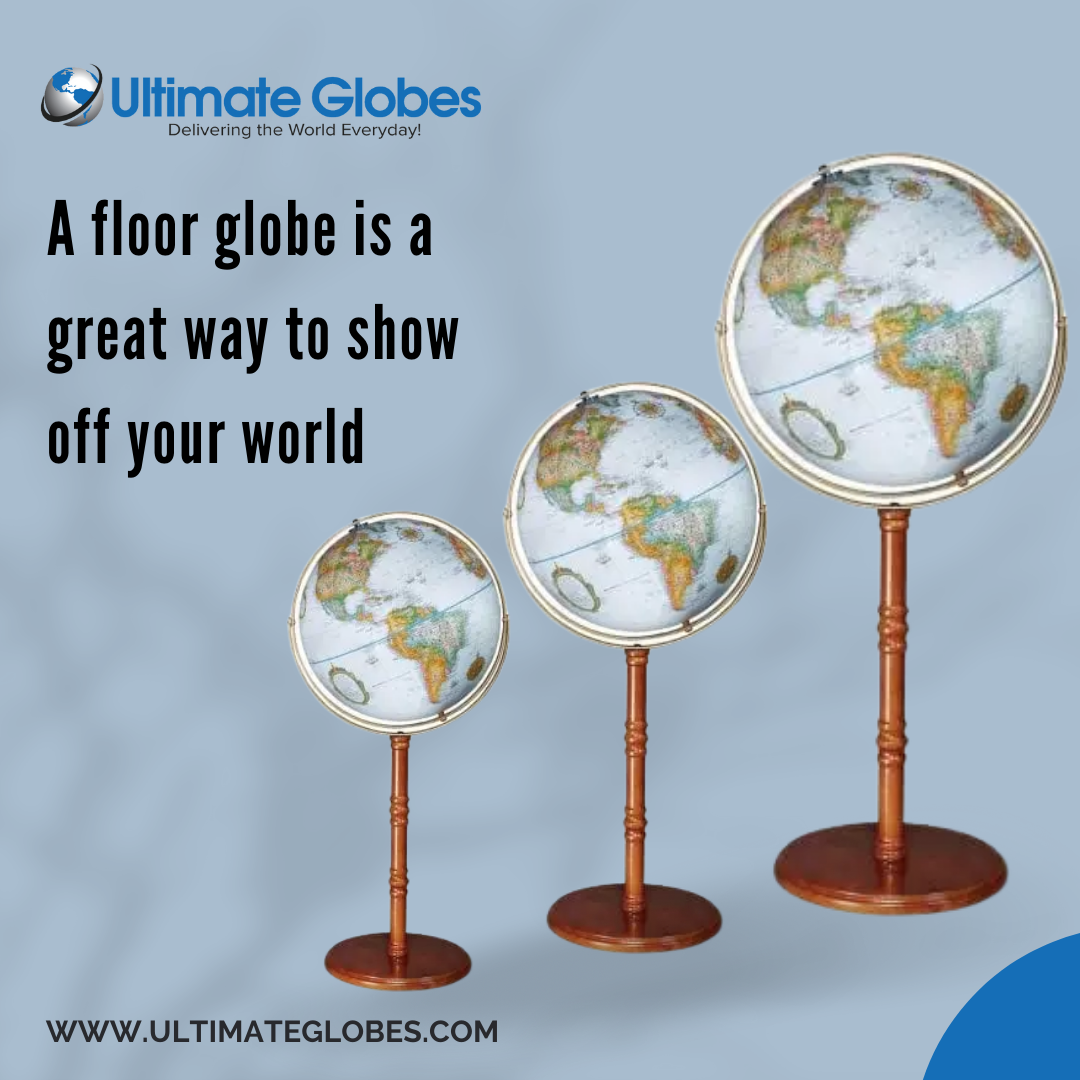 Ultimate Globes
Delivering the World Everyday!
A floor globe is a
great way to show
off your world
WWW.ULTIMATEGLOBES.COM